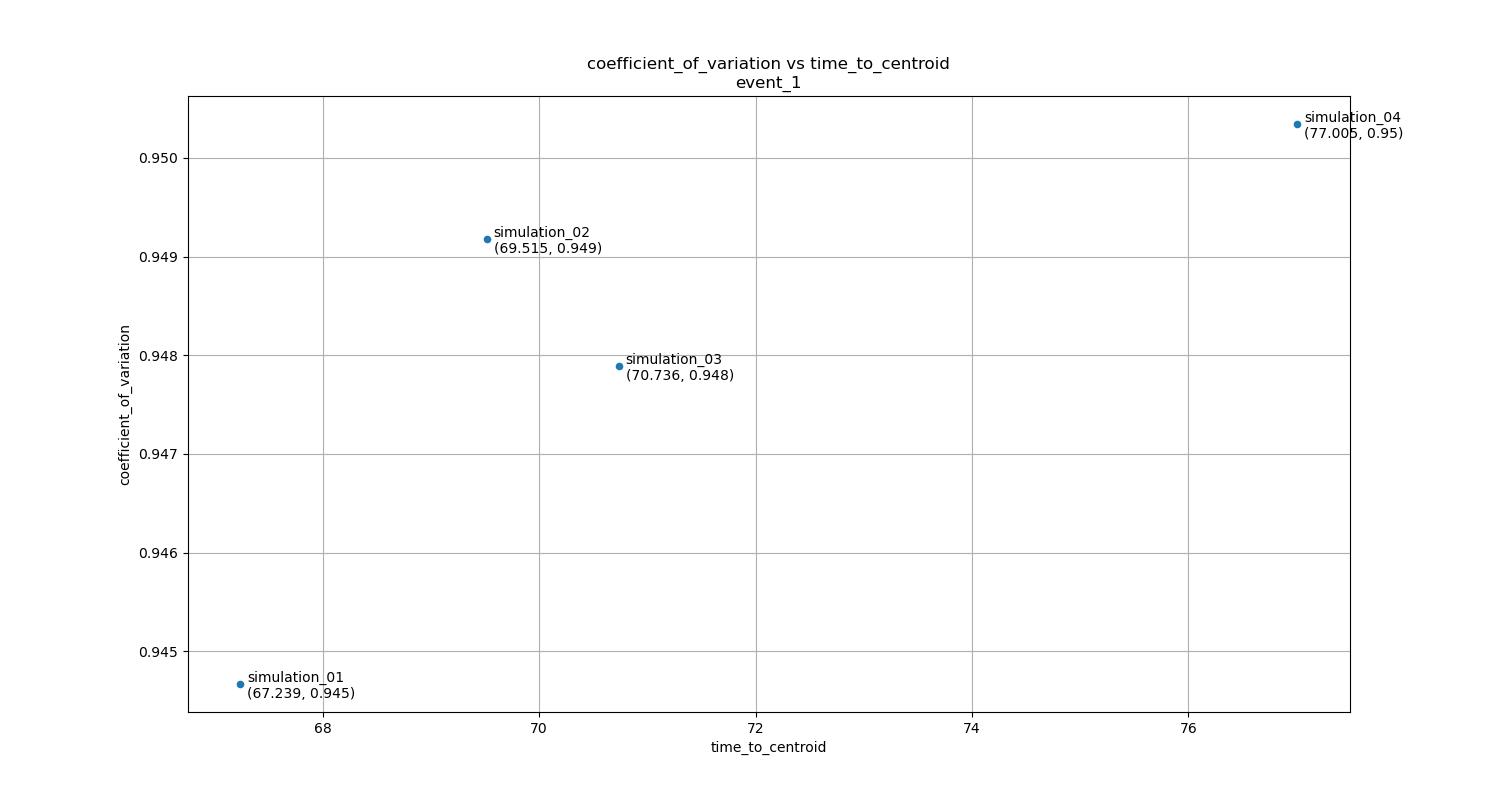 coefficient_of_variation vs time_to_centroid
event_1
simulation_04
(77.005, 0.95)
0.950
simulation_02
(69.515, 0.949)
0.949
simulation_03
(70.736, 0.948)
0.948
coefficient_of_variation
0.947
0.946
0.945
simulation_01
(67.239, 0.945)
68
70
72
74
76
time_to_centroid